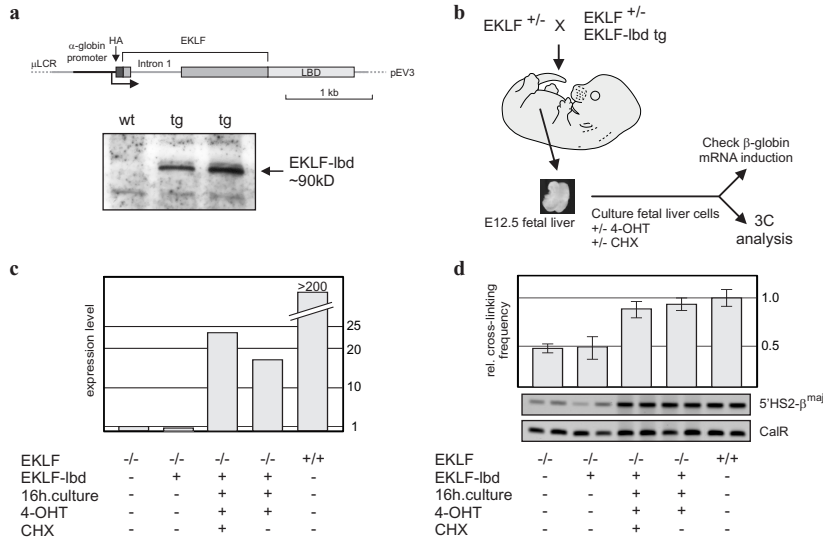 a
α-globin
promoter
HA
EKLF
μLCR
Intron 1
LBD
pEV3
1 kb
wt tg tg
EKLF-lbd
~90kD
b
EKLF +/- X EKLF +/-
EKLF-lbd tg
E12.5 fetal liver
Culture fetal liver cells
+/- 4-OHT
+/- CHX
Check β-globin
mRNA induction
3C
analysis
c
expression level
>200
25
20
10
1
EKLF -/- -/- -/- -/- +/+
EKLF-lbd - + + + -
16h.culture - - + + -
4-OHT - - + + -
CHX - - + - -
d
rel. cross-linking
frequency
1.0
0.5
5'HS2-βmaj
CalR
EKLF -/- -/- -/- -/- +/+
EKLF-lbd - + + + -
16h.culture - - + + -
4-OHT - - + + -
CHX - - + - -